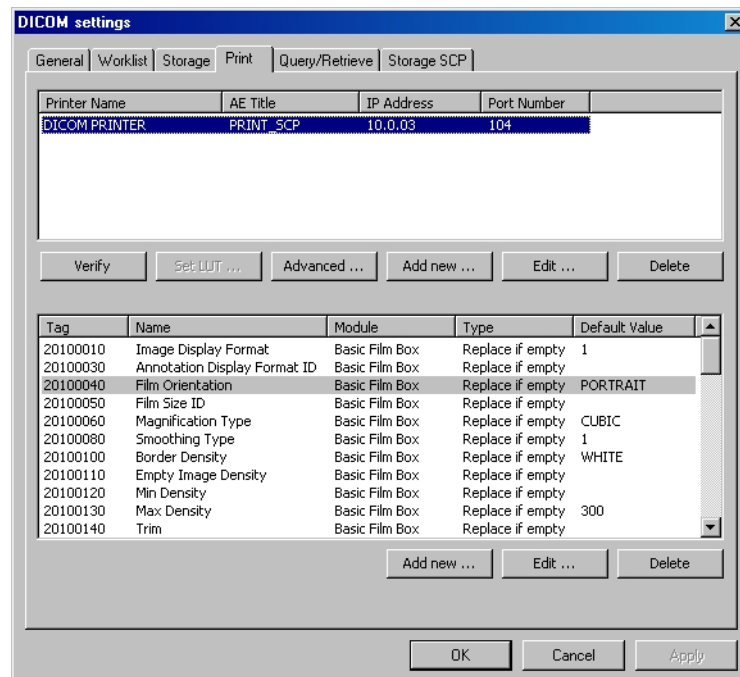 DICOM settings
General Worklist Storage Print Query/Retrieve Storage SCP
Printer Name AE Title IP Address Port Number
DICOM PRINTER PRINT_SCP 10.0.03 104
Verify Set LUT ... Advanced ... Add new ... Edit ... Delete
Tag Name Module Type Default Value
20100010 Image Display Format Basic Film Box Replace if empty 1
20100030 Annotation Display Format ID Basic Film Box Replace if empty
20100040 Film Orientation Basic Film Box Replace if empty PORTRAIT
20100050 Film Size ID Basic Film Box Replace if empty
20100060 Magnification Type Basic Film Box Replace if empty CUBIC
20100080 Smoothing Type Basic Film Box Replace if empty 1
20100100 Border Density Basic Film Box Replace if empty WHITE
20100110 Empty Image Density Basic Film Box Replace if empty
20100120 Min Density Basic Film Box Replace if empty
20100130 Max Density Basic Film Box Replace if empty 300
20100140 Trim Basic Film Box Replace if empty
Add new ... Edit ... Delete
OK Cancel Apply